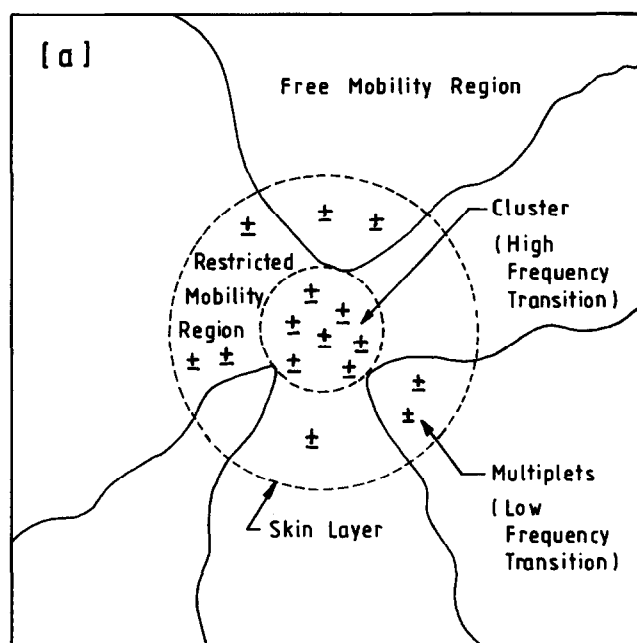 [a]
Free Mobility Region
Cluster
(High
Frequency
Transition)
Restricted
Mobility
Region
Multiplets
(Low
Frequency
Transition)
Skin Layer